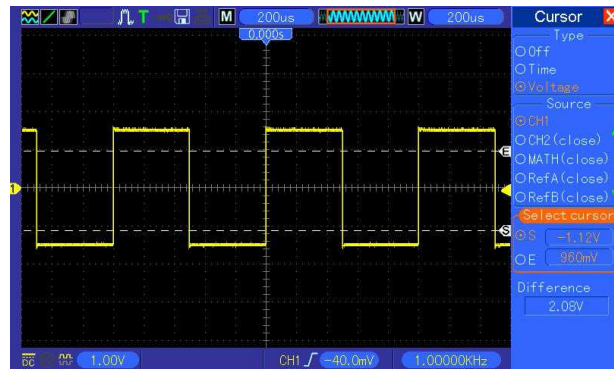 T M 200us W 200us
0.000s
Cursor
Type
Off
Time
Voltage
Source
CH1
CH2(close)
MATH(close)
RefA(close)
RefB(close)
Select cursor
S -1.12V
E 960mV
Difference
2.08V
E
1
S
DC 1.00V CH1 -40.0mV 1.00000KHz